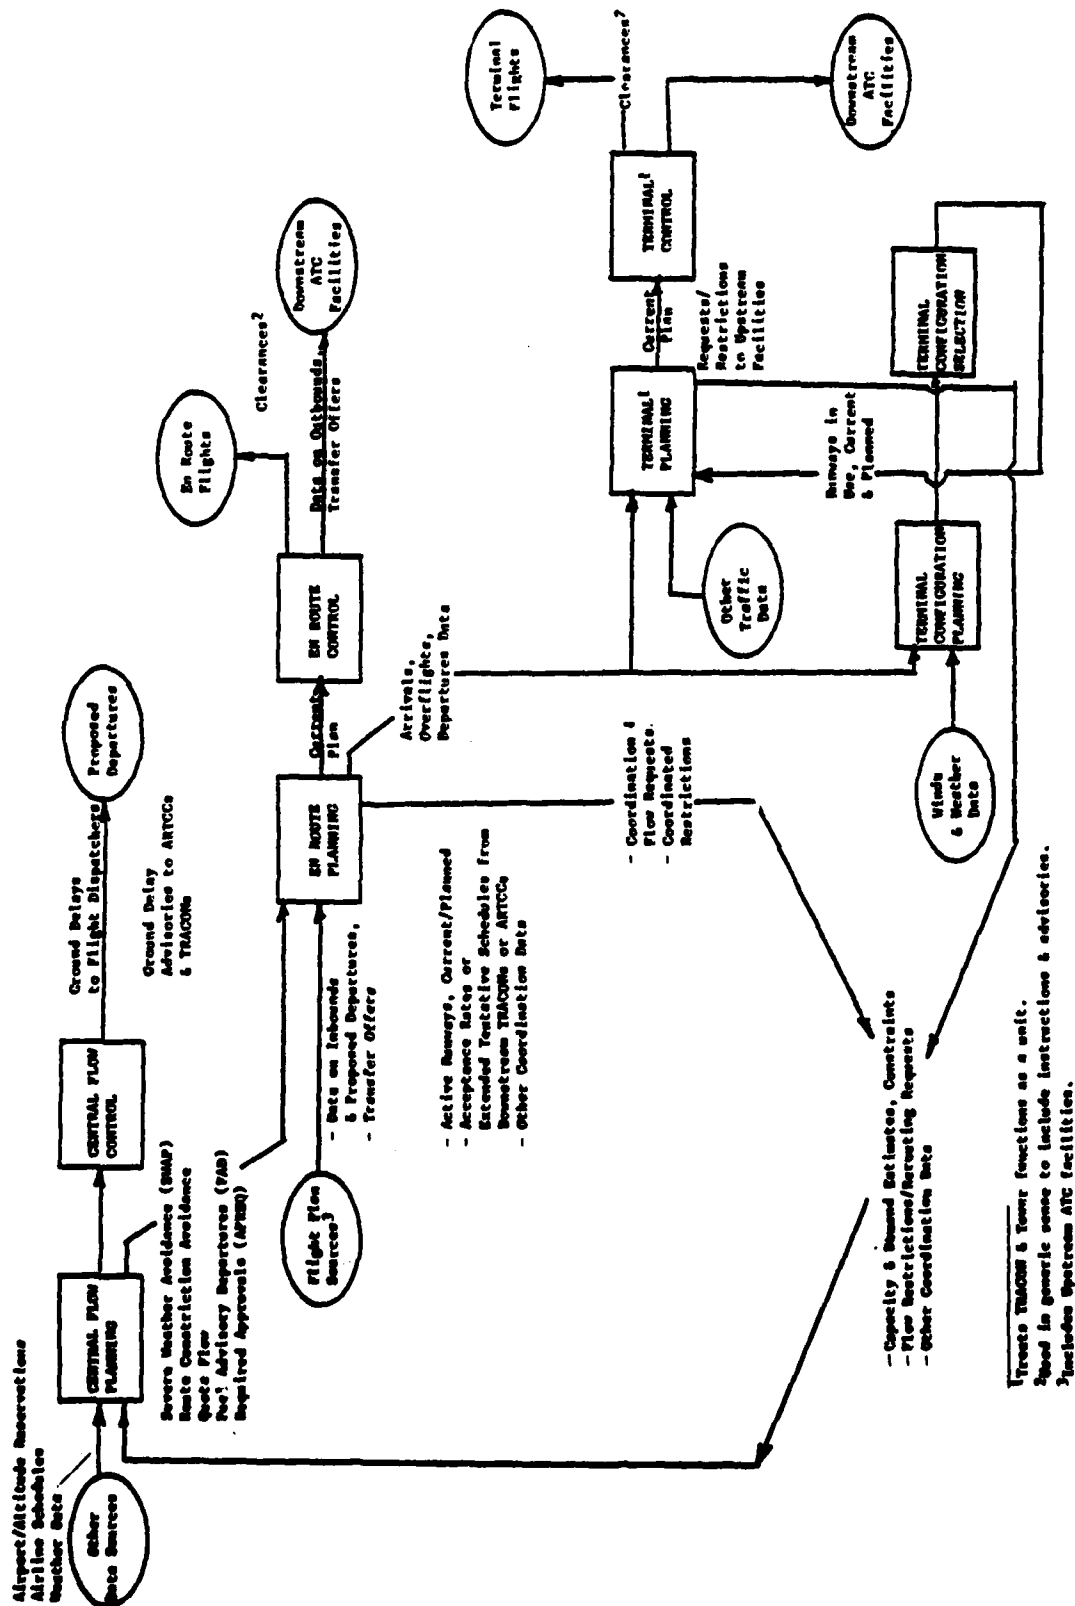 Airport/Altitude Reservations
Airline Schedules
Weather Data
Other
Data Sources
CENTRAL FLOW
PLANNING
CENTRAL FLOW
CONTROL
Ground Delays
to Flight Dispatchers
Proposed
Departures
Ground Delay
Advisories to ARTCCs
& TRACONs
Severe Weather Avoidance (SWAP)
Route Constriction Avoidance
Quota Flow
Fuel Advisory Departures (FAD)
Required Approvals (APREQ)
Flight Plan
Sources³
- Data on Inbounds
& Proposed Departures,
- Transfer Offers
EN ROUTE
PLANNING
Current
Plan
EN ROUTE
CONTROL
En Route
Flights
Clearances²
Data on Outbounds,
Transfer Offers
Downstream
ATC
Facilities
- Active Runways, Current/Planned
- Acceptance Rates or
Extended Tentative Schedules from
Downstream TRACONs or ARTCCs
- Other Coordination Data
Arrivals,
Overflights,
Departures Data
- Coordination &
Flow Requests.
- Coordinated
Restrictions
Other
Traffic
Data
TERMINAL¹
PLANNING
Current
Plan
TERMINAL¹
CONTROL
Terminal
Flights
Clearances²
Downstream
ATC
Facilities
Requests/
Restrictions
to Upstream
Facilities
Runways in
Use, Current
& Planned
Winds
& Weather
Data
TERMINAL
CONFIGURATION
PLANNING
TERMINAL
CONFIGURATION
SELECTION
- Capacity & Demand Estimates, Constraints
- Flow Restrictions/Rerouting Requests
- Other Coordination Data
¹Treats TRACON & Tower functions as a unit.
²Used in generic sense to include instructions & advisories.
³Includes Upstream ATC facilities.